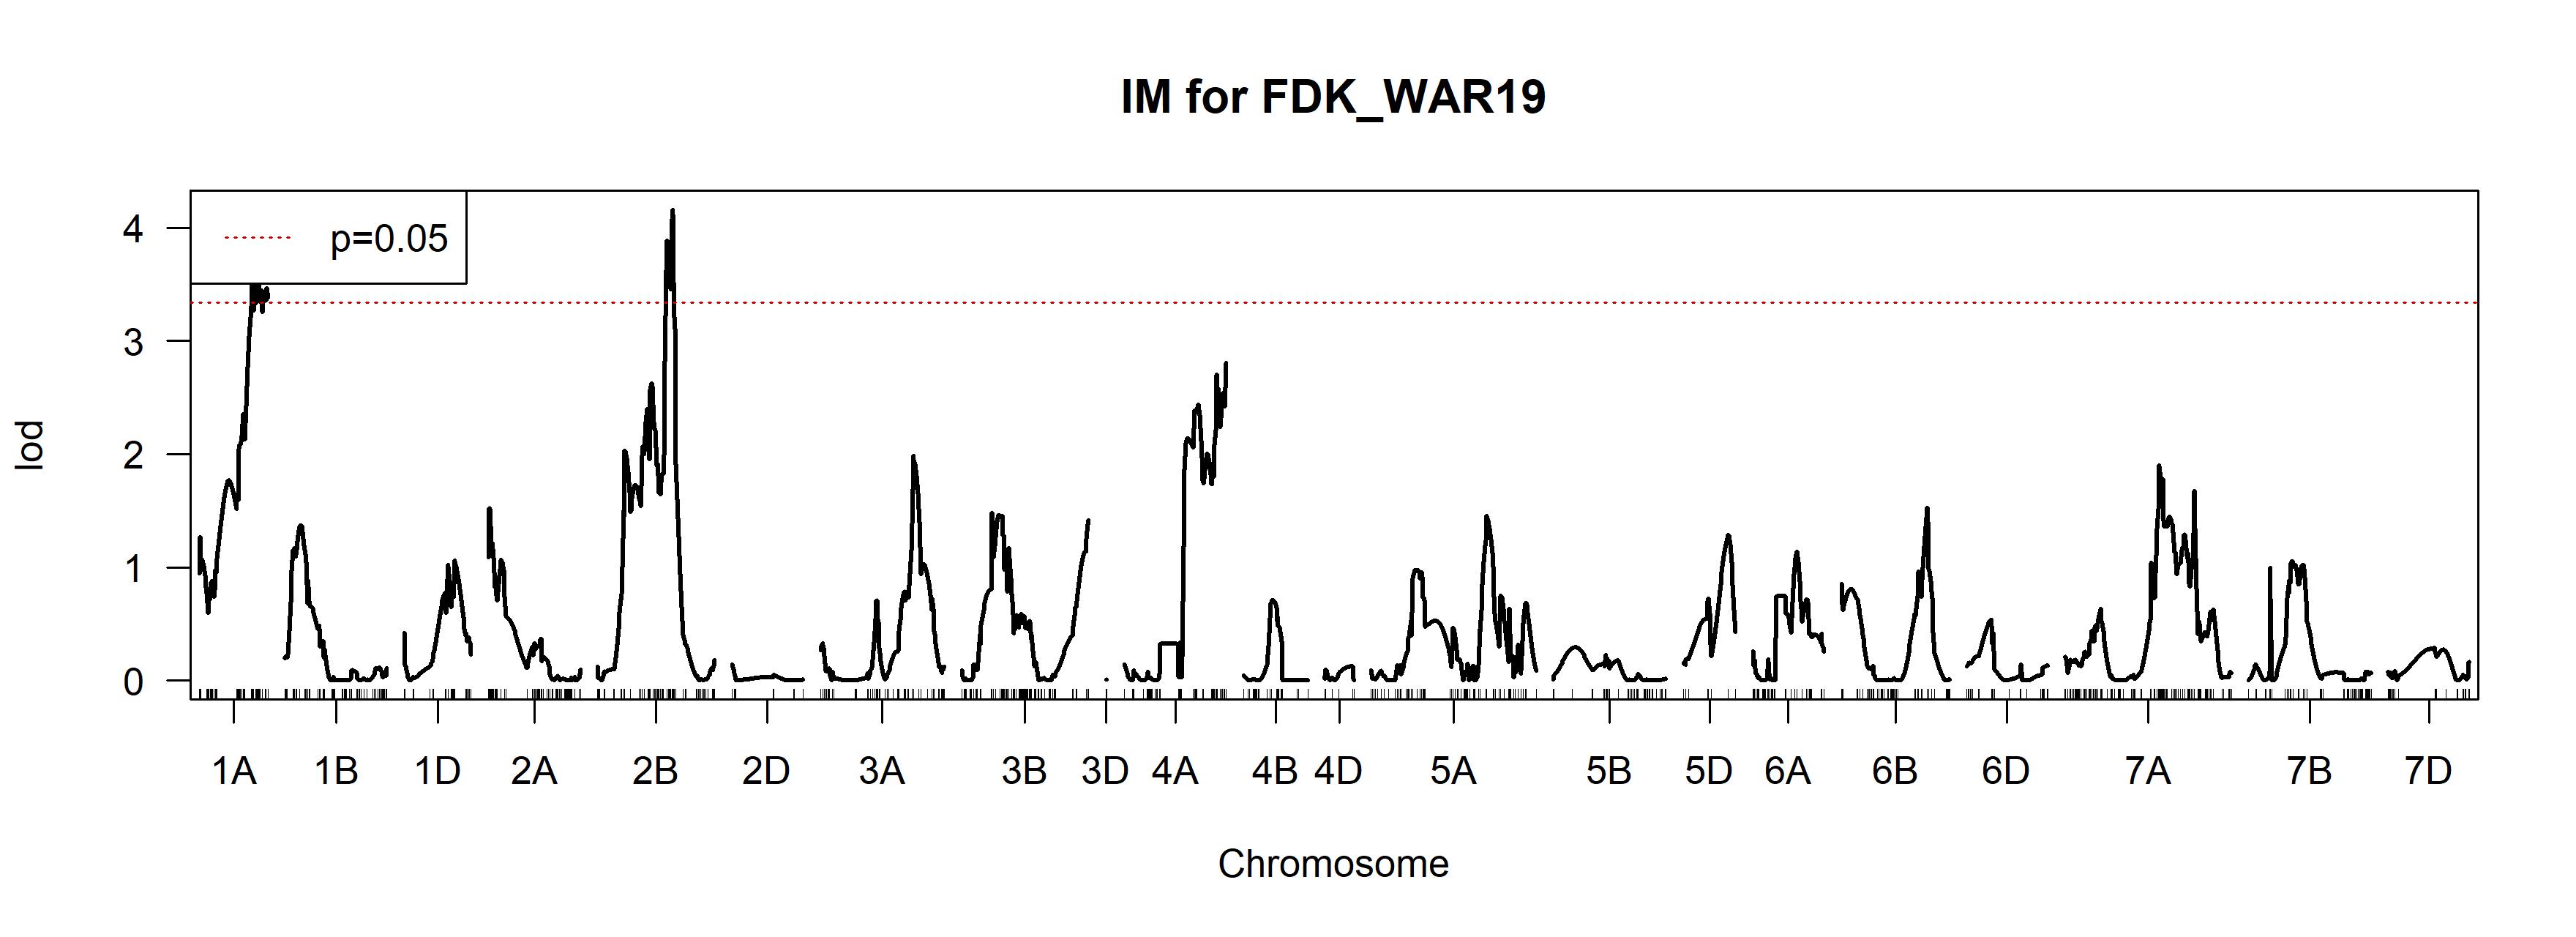 IM for FDK_WAR19
p=0.05
4
3
2
1
0
lod
1A 1B 1D 2A 2B 2D 3A 3B 3D 4A 4B 4D 5A 5B 5D 6A 6B 6D 7A 7B 7D
Chromosome